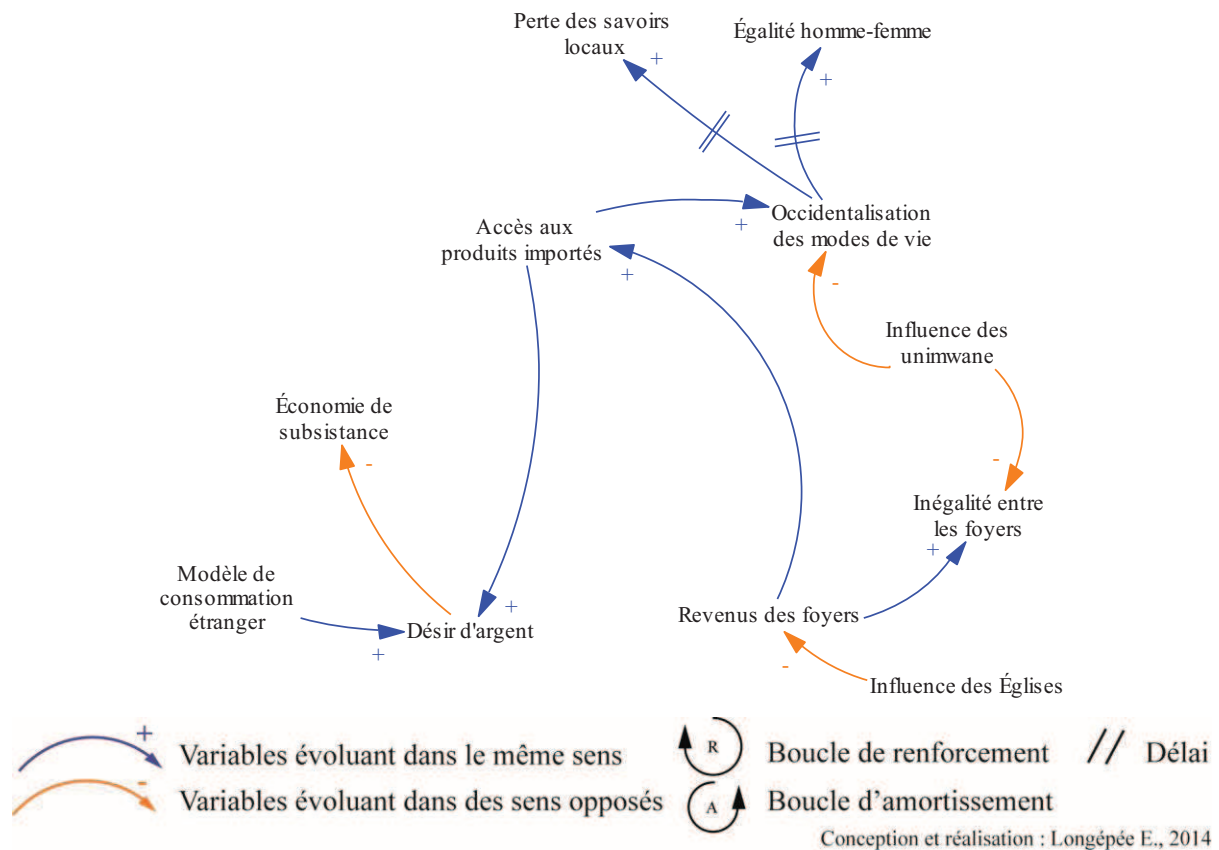 Perte des savoirs
locaux
+
Égalité homme-femme
+
Accès aux
produits importés
+
+
Occidentalisation
des modes de vie
-
Influence des
unimwane
Économie de
subsistance
-
-
Inégalité entre
les foyers
+
Modèle de
consommation
étranger
+
+
Désir d'argent
Revenus des foyers
-
Influence des Églises
+
Variables évoluant dans le même sens
R
Boucle de renforcement
// Délai
-
Variables évoluant dans des sens opposés
A
Boucle d'amortissement
Conception et réalisation : Longépée E., 2014